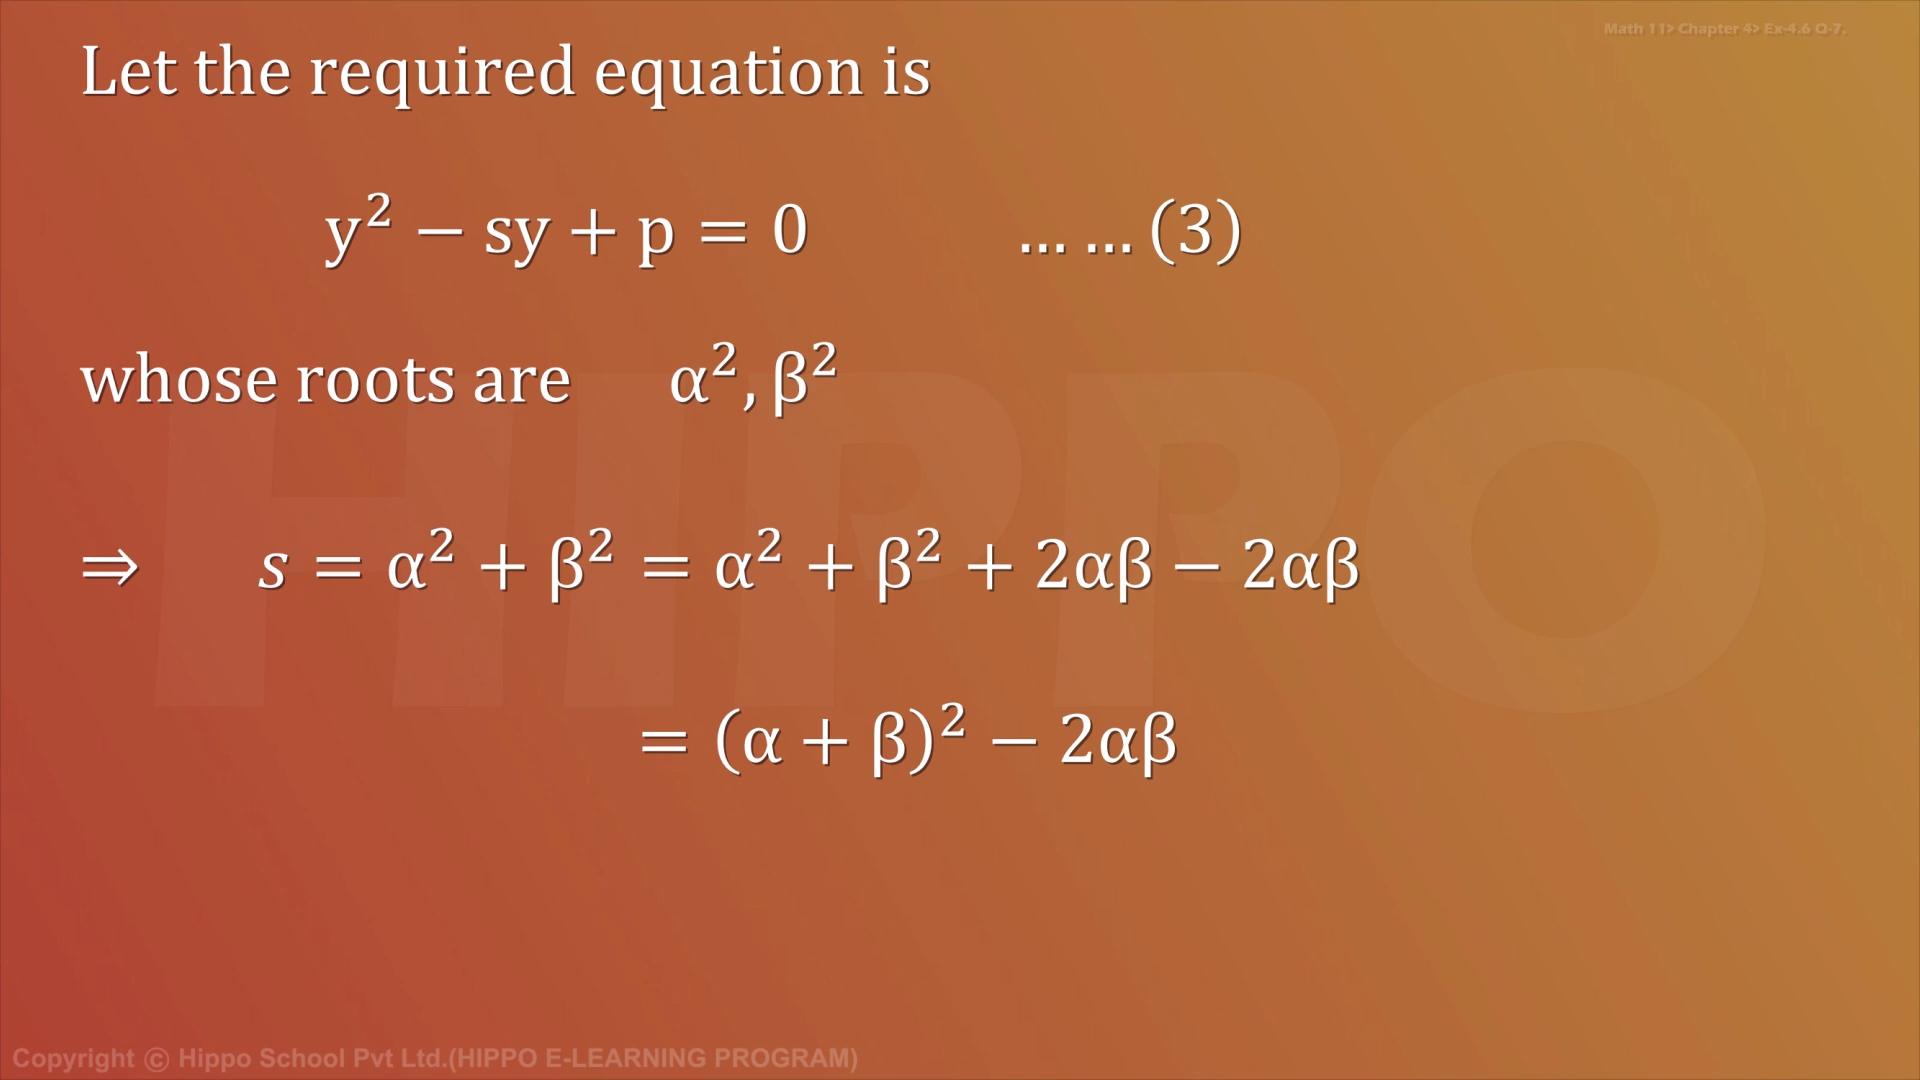 Math 11> Chapter 4> Ex-4.6 Q-7.
Let the required equation is
y² − sy + p = 0 … … (3)
whose roots are α², β²
HIPPO
⇒ s = α² + β² = α² + β² + 2αβ − 2αβ
= (α + β)² − 2αβ
Copyright © Hippo School Pvt Ltd.(HIPPO E-LEARNING PROGRAM)